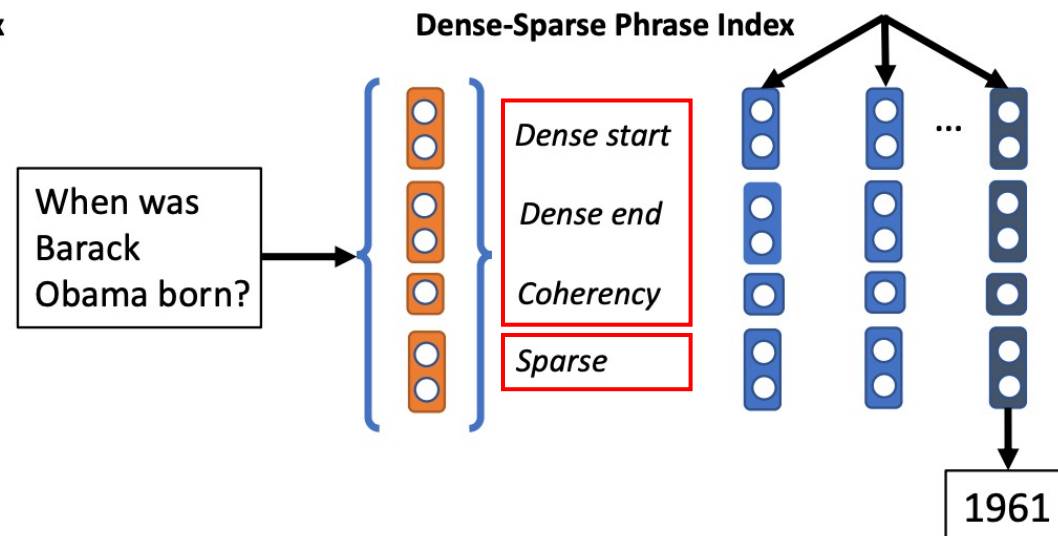 x
Dense-Sparse Phrase Index
When was
Barack
Obama born?
Dense start
Dense end
Coherency
Sparse
...
1961